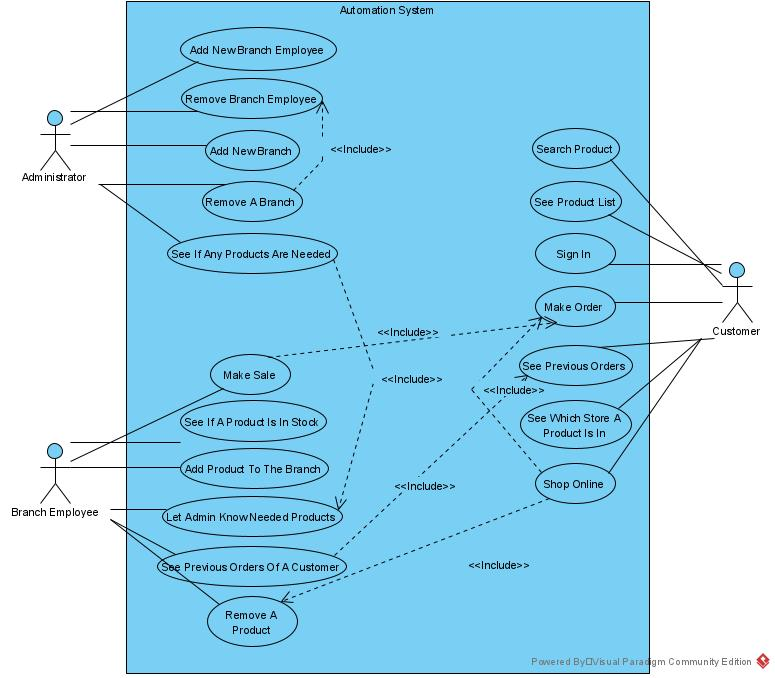 Automation System
Add New Branch Employee
Remove Branch Employee
<<Include>>
Search Product
Add New Branch
Administrator
Remove A Branch
See Product List
See If Any Products Are Needed
Sign In
Make Order
Customer
<<Include>>
See Previous Orders
Make Sale
<<Include>>
<<Include>>
See If A Product Is In Stock
See Which Store A
Product Is In
Add Product To The Branch
Shop Online
<<Include>>
Branch Employee
Let Admin Know Needed Products
See Previous Orders Of A Customer
<<Include>>
Remove A
Product
Powered By Visual Paradigm Community Edition